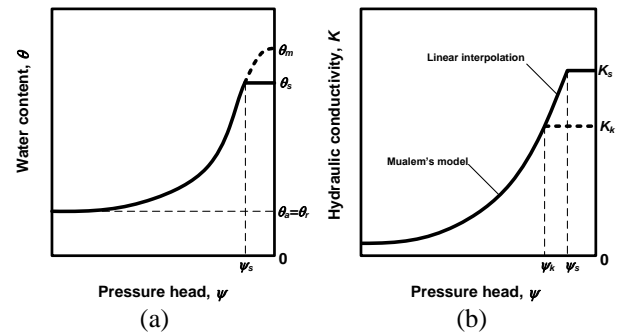 (a)
Water content, θ
θm
θs
θa=θr
0
ψs
Pressure head, ψ
(b)
Hydraulic conductivity, K
Linear interpolation
Mualem's model
Ks
Kk
0
ψk ψs
Pressure head, ψ
(a)
(b)